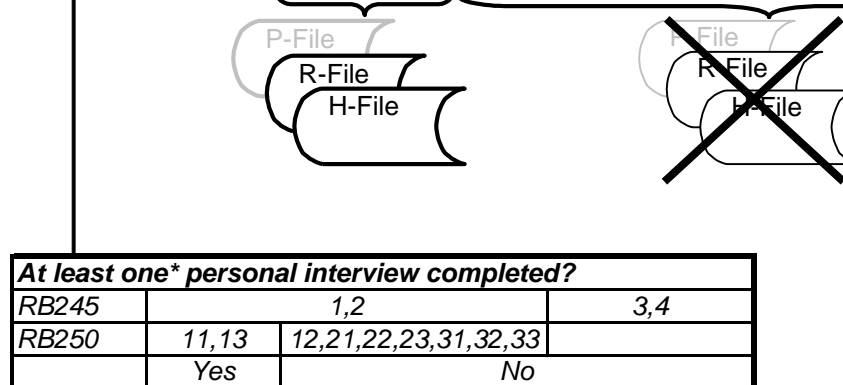 P-File P-File
R-File R-File
H-File H-File
At least one* personal interview completed?
RB245 1,2 3,4
RB250 11,13 12,21,22,23,31,32,33
Yes No